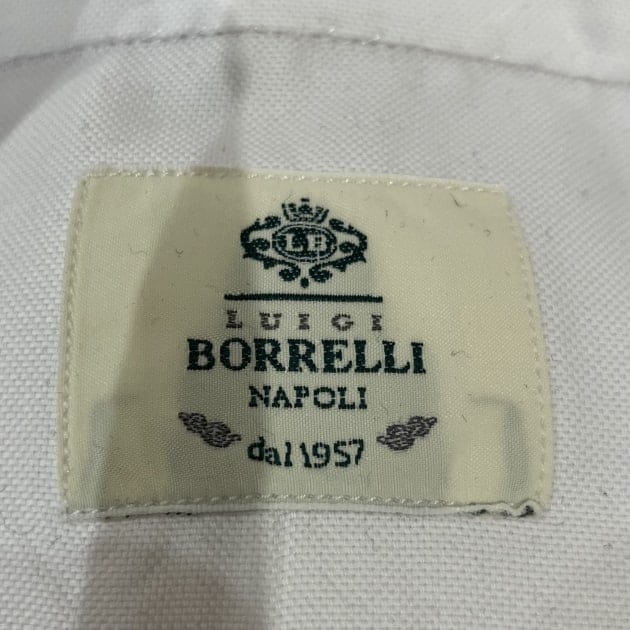 LB
LUIGI
BORRELLI
NAPOLI
dal 1957